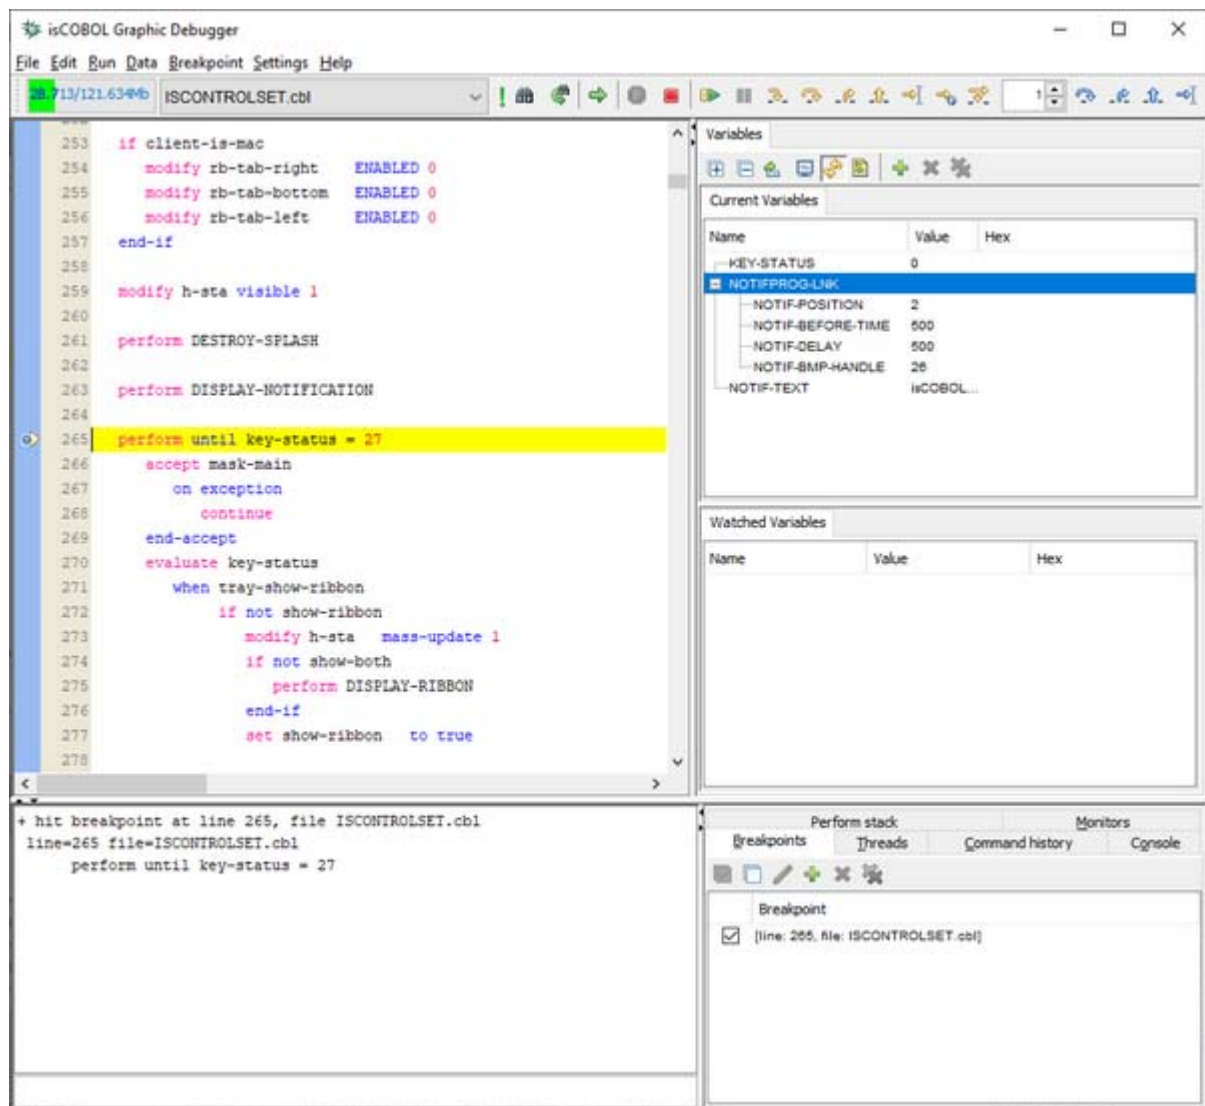 isCOBOL Graphic Debugger
File Edit Run Data Breakpoint Settings Help
28.713/121.634Mb ISCONTROLSET.cbl 1
253 if client-is-mac
254 modify rb-tab-right ENABLED 0
255 modify rb-tab-bottom ENABLED 0
256 modify rb-tab-left ENABLED 0
257 end-if
258
259 modify h-sta visible 1
260
261 perform DESTROY-SPLASH
262
263 perform DISPLAY-NOTIFICATION
264
265 perform until key-status = 27
266 accept mask-main
267 on exception
268 continue
269 end-accept
270 evaluate key-status
271 when tray-show-ribbon
272 if not show-ribbon
273 modify h-sta mass-update 1
274 if not show-both
275 perform DISPLAY-RIBBON
276 end-if
277 set show-ribbon to true
278
Variables
Current Variables
Name Value Hex
KEY-STATUS 0
NOTIFPROG-LNK
NOTIF-POSITION 2
NOTIF-BEFORE-TIME 500
NOTIF-DELAY 500
NOTIF-BMP-HANDLE 26
NOTIF-TEXT isCOBOL...
Watched Variables
Name Value Hex
+ hit breakpoint at line 265, file ISCONTROLSET.cbl
line=265 file=ISCONTROLSET.cbl
perform until key-status = 27
Perform stack Monitors
Breakpoints Threads Command history Console
Breakpoint
[line: 265, file: ISCONTROLSET.cbl]